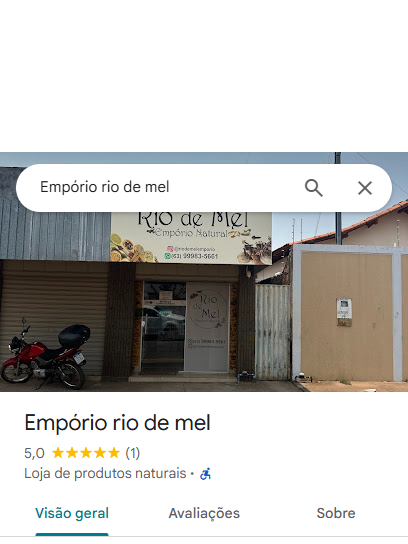 Empório rio de mel
Rio de Mel
Empório Natural
@riodemelemporio
(63) 99983-5661
Rio
de
Mel
Empório rio de mel
5,0 (1)
Loja de produtos naturais ·
Visão geral
Avaliações
Sobre